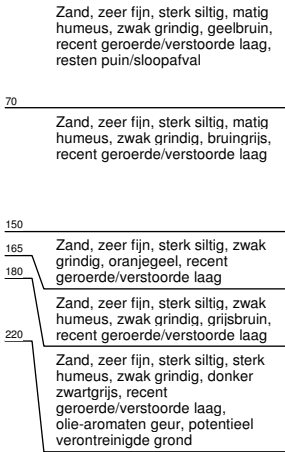 Zand, zeer fijn, sterk siltig, matig
humeus, zwak grindig, geelbruin,
recent geroerde/verstoorde laag,
resten puin/sloopafval
70
Zand, zeer fijn, sterk siltig, matig
humeus, zwak grindig, bruingrijs,
recent geroerde/verstoorde laag
150
Zand, zeer fijn, sterk siltig, zwak
grindig, oranjegeel, recent
geroerde/verstoorde laag
165
Zand, zeer fijn, sterk siltig, zwak
humeus, zwak grindig, grijsbruin,
recent geroerde/verstoorde laag
180
Zand, zeer fijn, sterk siltig, sterk
humeus, zwak grindig, donker
zwartgrijs, recent
geroerde/verstoorde laag,
olie-aromaten geur, potentieel
verontreinigde grond
220